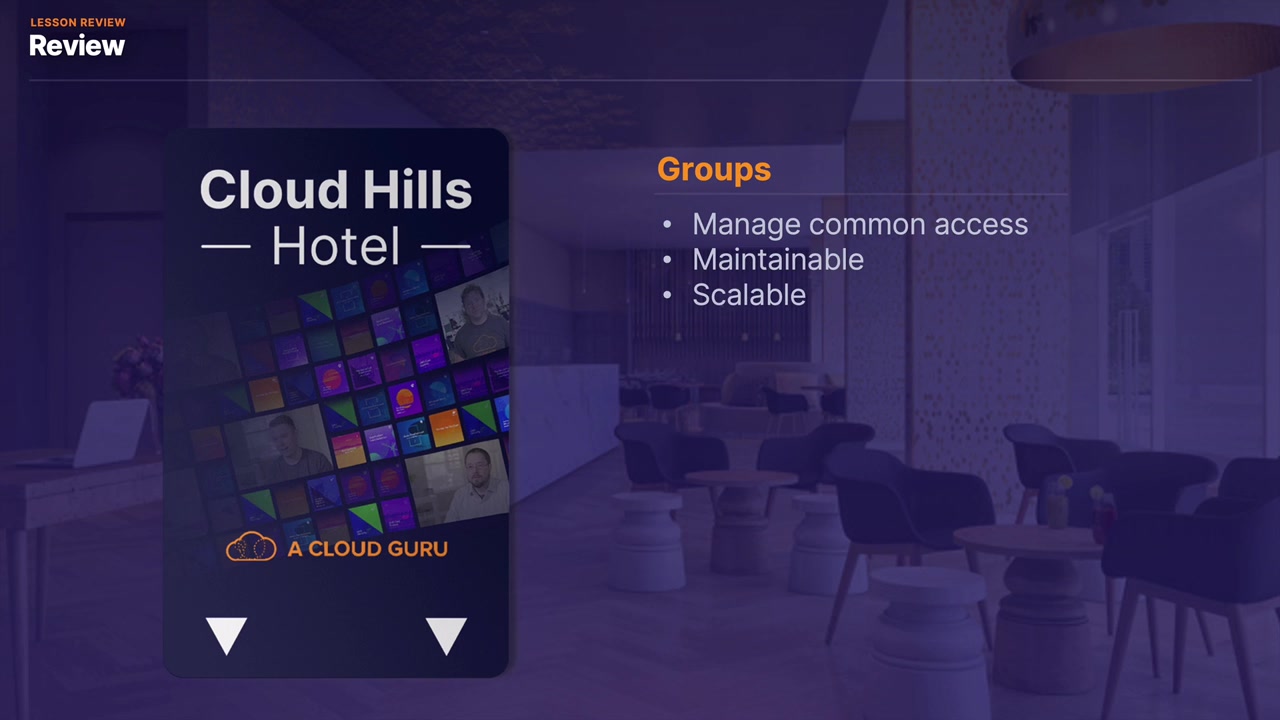 LESSON REVIEW
Review
Cloud Hills
Hotel
A CLOUD GURU
Groups
• Manage common access
• Maintainable
• Scalable